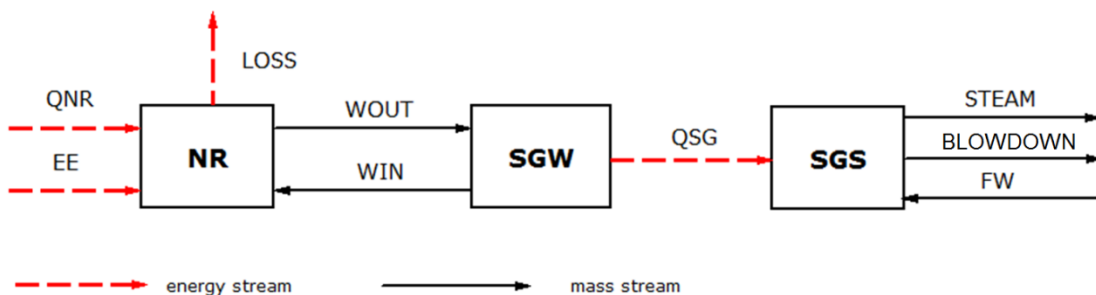 LOSS
QNR
WOUT
STEAM
NR
SGW
QSG
SGS
BLOWDOWN
EE
WIN
FW
energy stream
mass stream